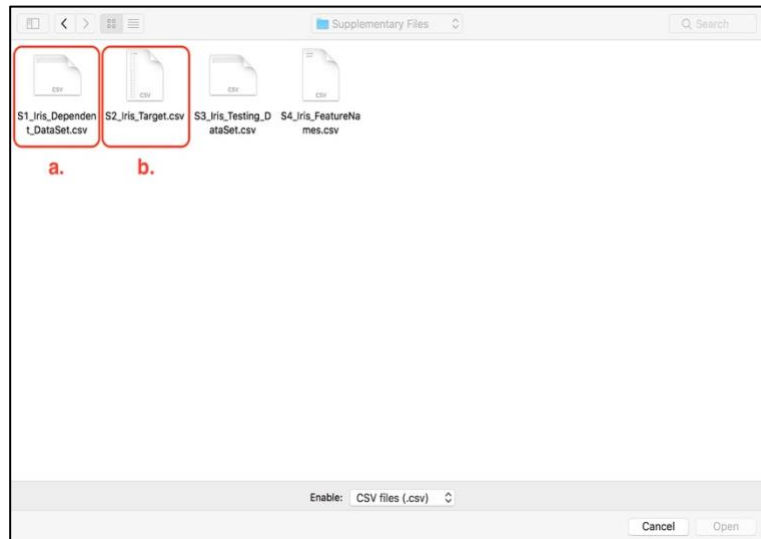 Supplementary Files
Search
CSV
CSV
CSV
CSV
S1_Iris_Dependen
t_DataSet.csv
S2_Iris_Target.csv
S3_Iris_Testing_D
ataSet.csv
S4_Iris_FeatureNa
mes.csv
a.
b.
Enable: CSV files (.csv)
Cancel
Open